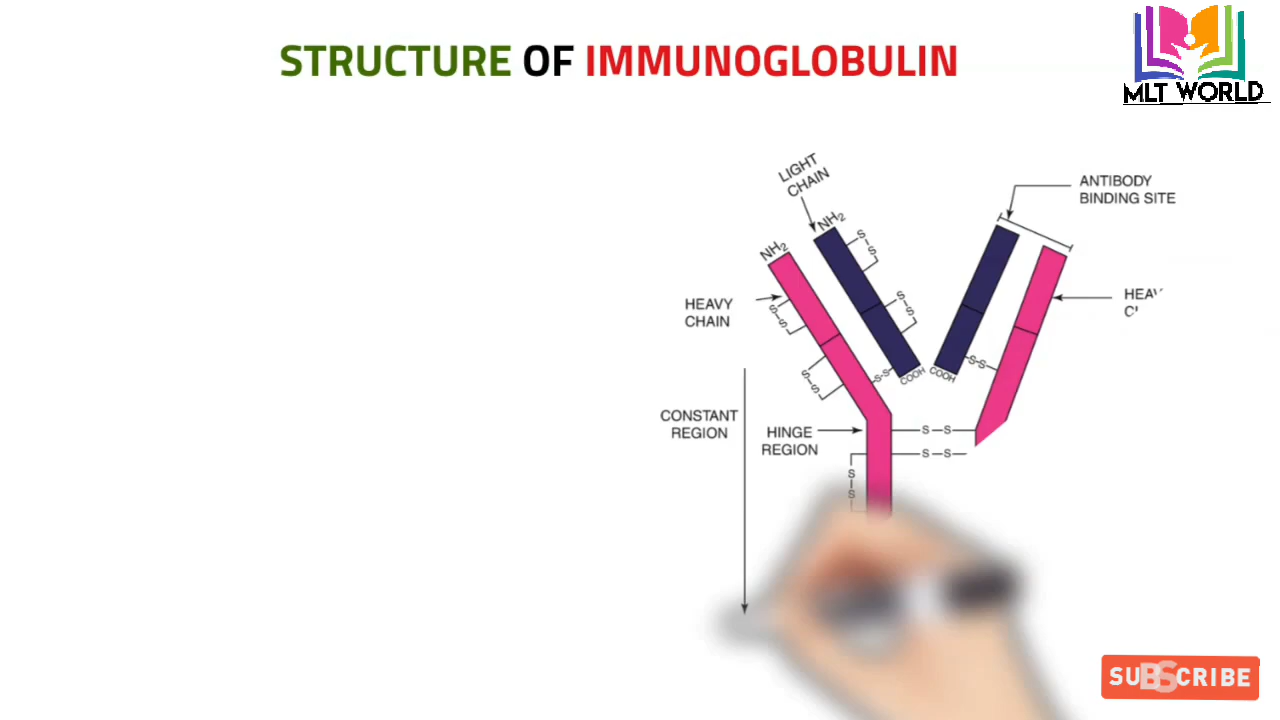 STRUCTURE OF IMMUNOGLOBULIN
MLT WORLD
LIGHT
CHAIN
ANTIBODY
BINDING SITE
NH2
NH2
S
S
HEAVY
CHAIN
S
S
S
S
S
S
S-S
COOH
COOH
S-S
CONSTANT
REGION
HINGE
REGION
S—S
S—S
S
S
SUBSCRIBE